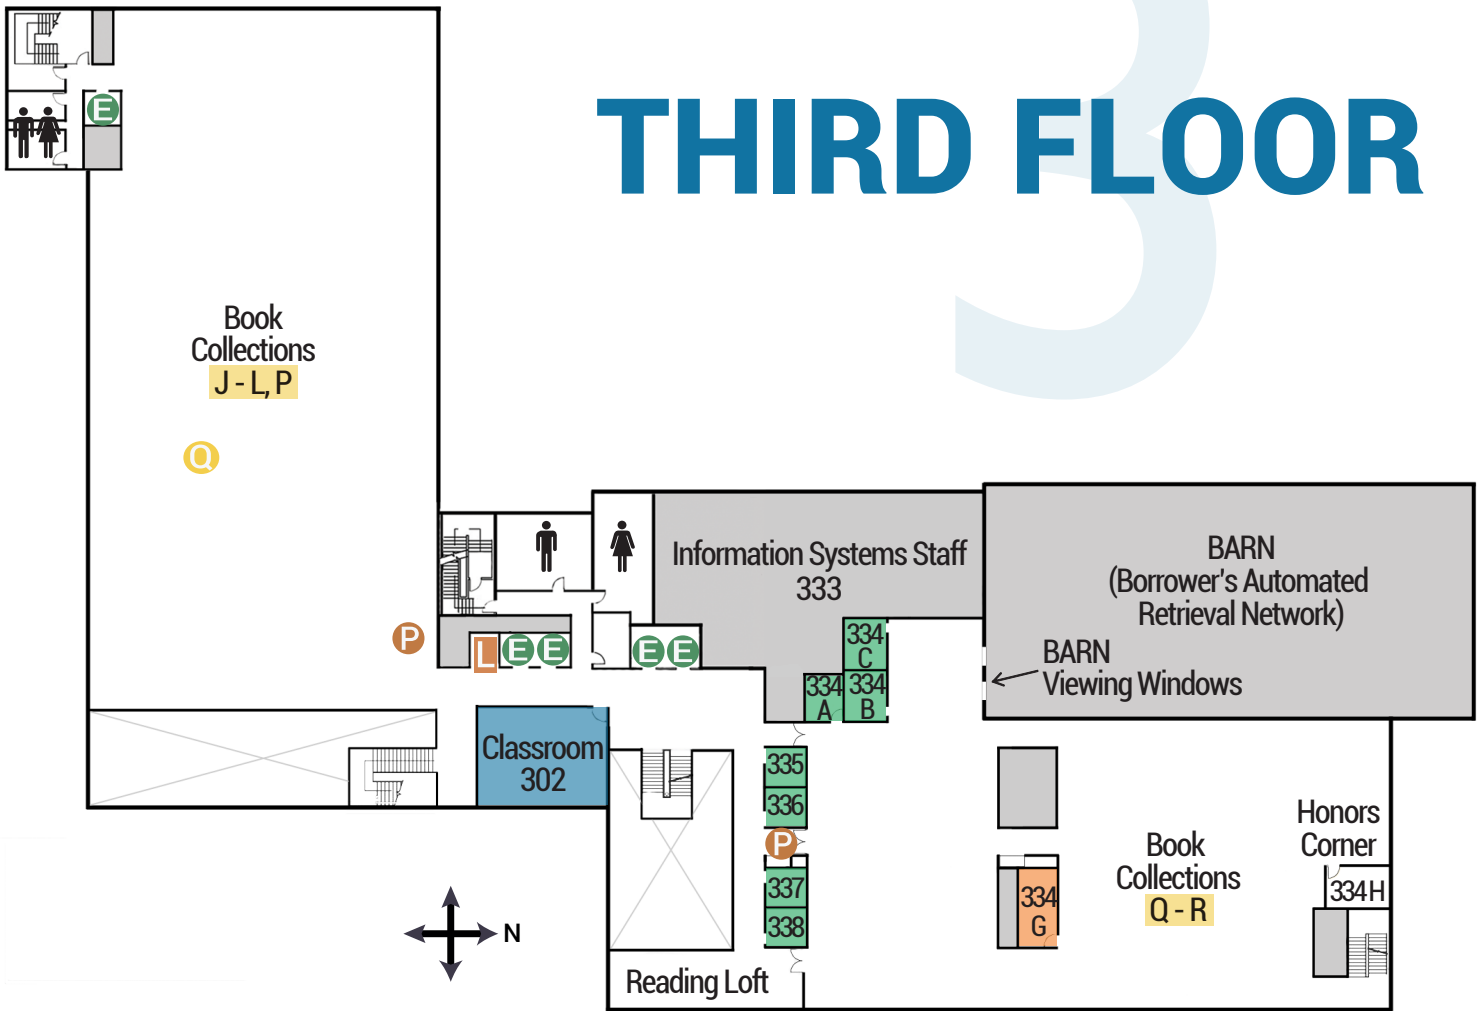 3
THIRD FLOOR
E
Book
Collections
J - L, P
Q
Information Systems Staff
333
BARN
(Borrower's Automated
Retrieval Network)
BARN
Viewing Windows
P
L
E
E
E
E
334
C
334
A
334
B
Classroom
302
335
336
P
337
338
Honors
Corner
334H
Book
Collections
Q - R
334
G
N
Reading Loft